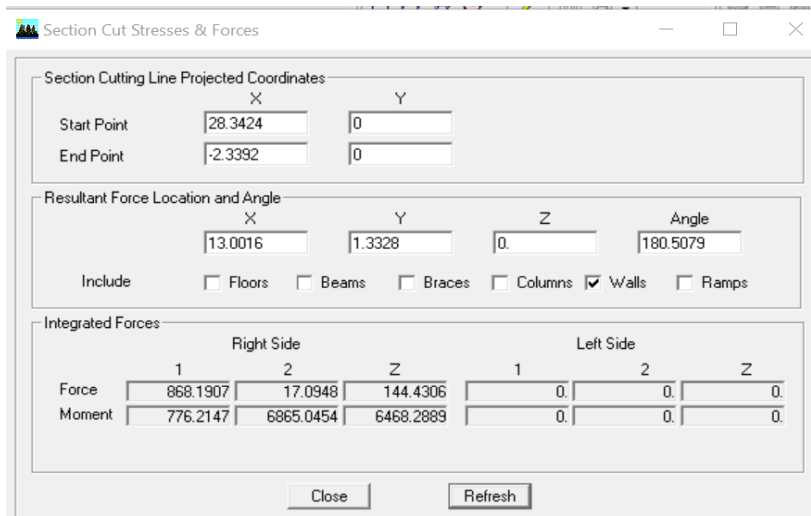 Section Cut Stresses & Forces
Section Cutting Line Projected Coordinates
X Y
Start Point 28.3424 0
End Point -2.3392 0
Resultant Force Location and Angle
X Y Z Angle
13.0016 1.3328 0. 180.5079
Include Floors Beams Braces Columns Walls Ramps
Integrated Forces
Right Side Left Side
1 2 Z 1 2 Z
Force 868.1907 17.0948 144.4306 0. 0. 0.
Moment 776.2147 6865.0454 6468.2889 0. 0. 0.
Close Refresh